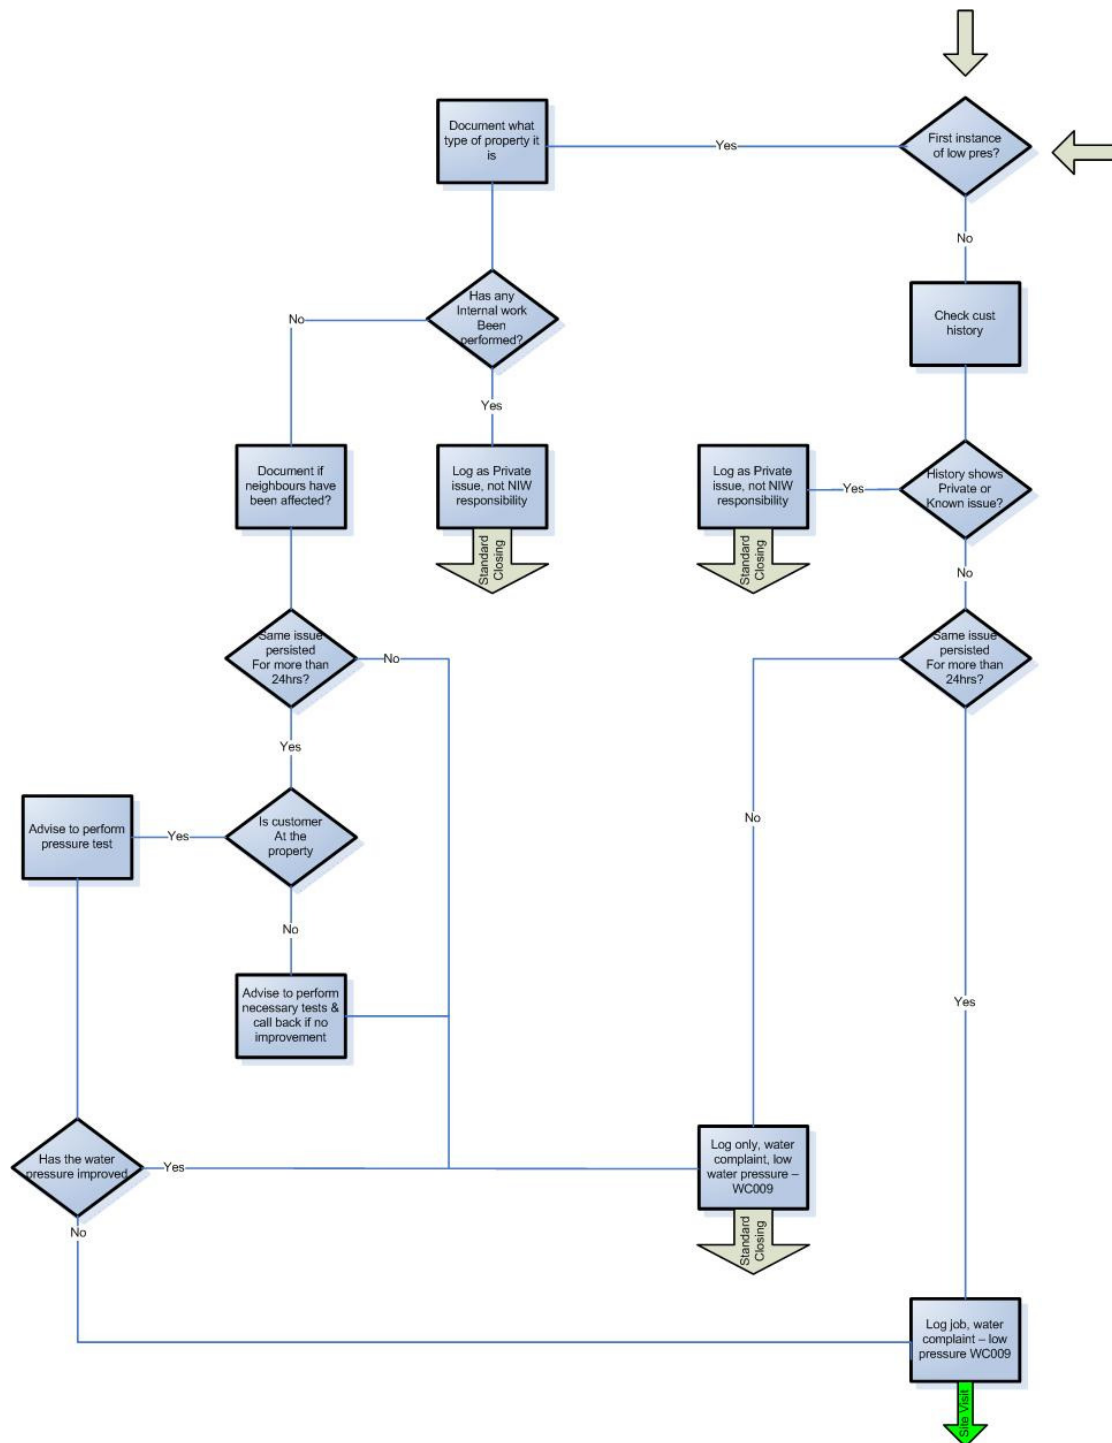 First instance
of low pres?
Yes
Document what
type of property it
is
No
Has any
Internal work
Been
performed?
No
Check cust
history
Yes
Document if
neighbours have
been affected?
Log as Private
issue, not NIW
responsibility
Standard
Closing
Log as Private
issue, not NIW
responsibility
Standard
Closing
Yes
History shows
Private or
Known issue?
No
Same issue
persisted
For more than
24hrs?
No
Same issue
persisted
For more than
24hrs?
Yes
No
Advise to perform
pressure test
Yes
Is customer
At the
property
No
Advise to perform
necessary tests &
call back if no
improvement
Yes
Has the water
pressure improved
Yes
Log only, water
complaint, low
water pressure –
WC009
Standard
Closing
No
Log job, water
complaint – low
pressure WC009
Site Visit